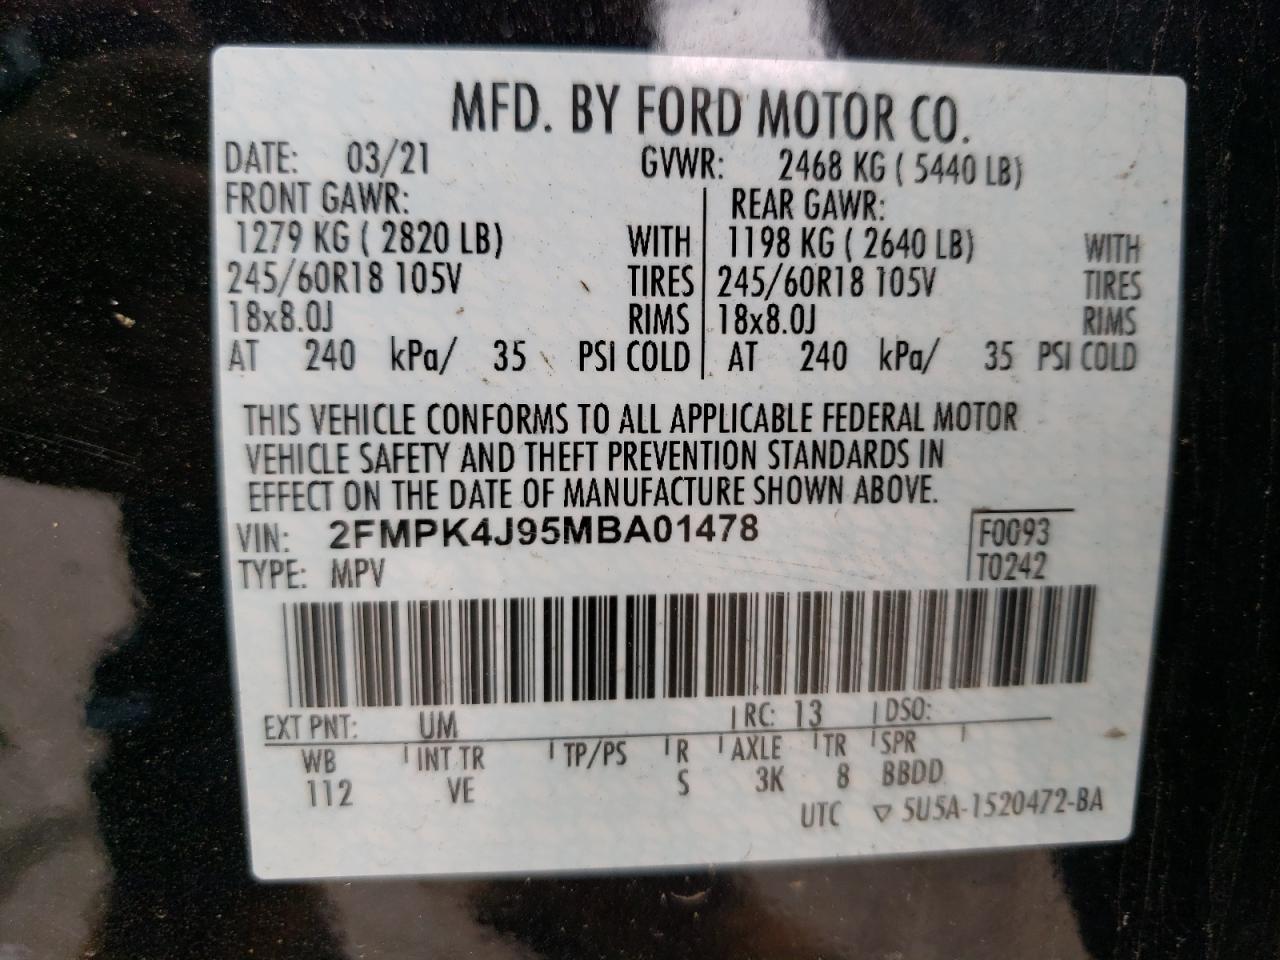 MFD. BY FORD MOTOR CO.
DATE: 03/21 GVWR: 2468 KG ( 5440 LB)
FRONT GAWR: REAR GAWR:
1279 KG ( 2820 LB) WITH 1198 KG ( 2640 LB) WITH
245/60R18 105V TIRES 245/60R18 105V TIRES
18x8.0J RIMS 18x8.0J RIMS
AT 240 kPa/ 35 PSI COLD AT 240 kPa/ 35 PSI COLD
THIS VEHICLE CONFORMS TO ALL APPLICABLE FEDERAL MOTOR
VEHICLE SAFETY AND THEFT PREVENTION STANDARDS IN
EFFECT ON THE DATE OF MANUFACTURE SHOWN ABOVE.
VIN: 2FMPK4J95MBA01478 F0093
TYPE: MPV T0242
EXT PNT: UM RC: 13 DSO:
WB INT TR TP/PS R AXLE TR SPR
112 VE S 3K 8 BBDD
UTC ▽ 5U5A-1520472-BA